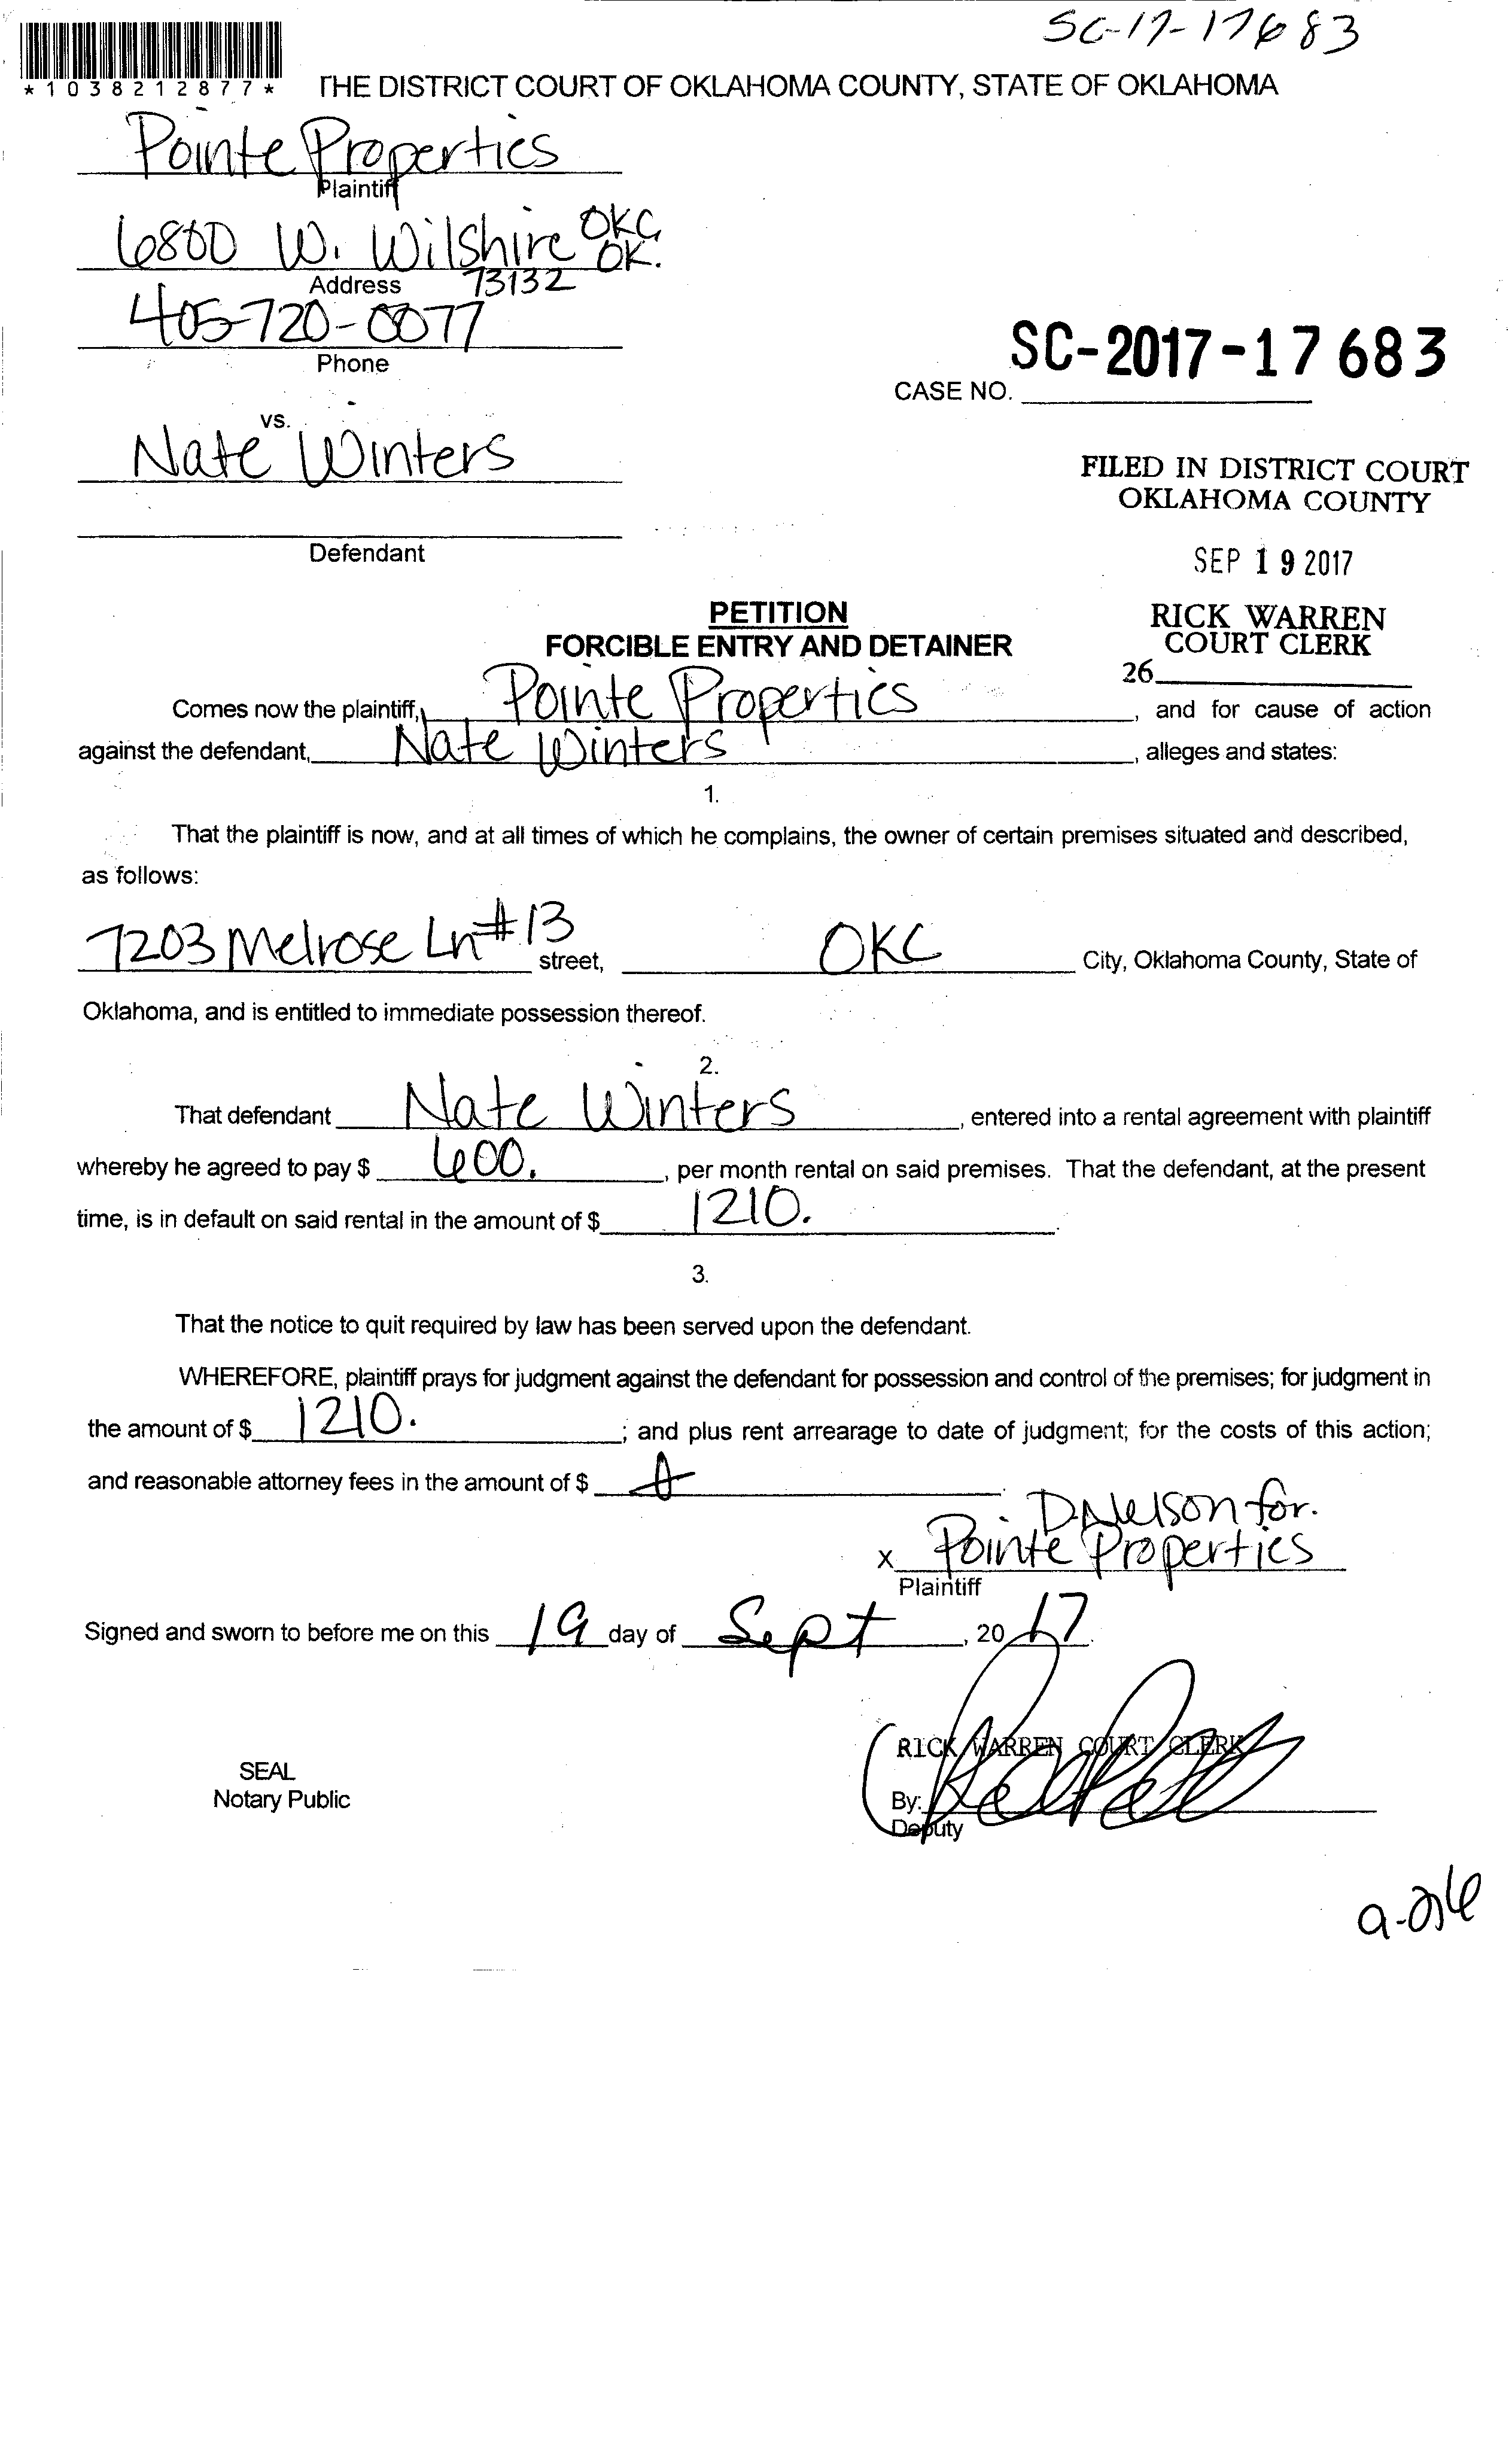 SC-17-17683
*1038212877*
THE DISTRICT COURT OF OKLAHOMA COUNTY, STATE OF OKLAHOMA
Pointe Properties
Plaintiff
6800 W. Wilshire OKC OK.
Address 73132
405-720-0077
Phone
SC-2017-17683
CASE NO.
vs.
Nate Winters
FILED IN DISTRICT COURT
OKLAHOMA COUNTY
Defendant
SEP 19 2017
PETITION
FORCIBLE ENTRY AND DETAINER
RICK WARREN
COURT CLERK
26
Comes now the plaintiff, Pointe Properties, and for cause of action
against the defendant, Nate Winters, alleges and states:
1.
That the plaintiff is now, and at all times of which he complains, the owner of certain premises situated and described,
as follows:
7203 Melrose Ln #13 street, OKC City, Oklahoma County, State of
Oklahoma, and is entitled to immediate possession thereof.
2.
That defendant Nate Winters, entered into a rental agreement with plaintiff
whereby he agreed to pay $ 600., per month rental on said premises. That the defendant, at the present
time, is in default on said rental in the amount of $ 1210.
3.
That the notice to quit required by law has been served upon the defendant.
WHEREFORE, plaintiff prays for judgment against the defendant for possession and control of the premises; for judgment in
the amount of $ 1210. ; and plus rent arrearage to date of judgment; for the costs of this action;
and reasonable attorney fees in the amount of $
D. Nelson for.
x Pointe Properties
Plaintiff
Signed and sworn to before me on this 19 day of Sept, 2017.
RICK WARREN COURT CLERK
SEAL
Notary Public
By:
Deputy